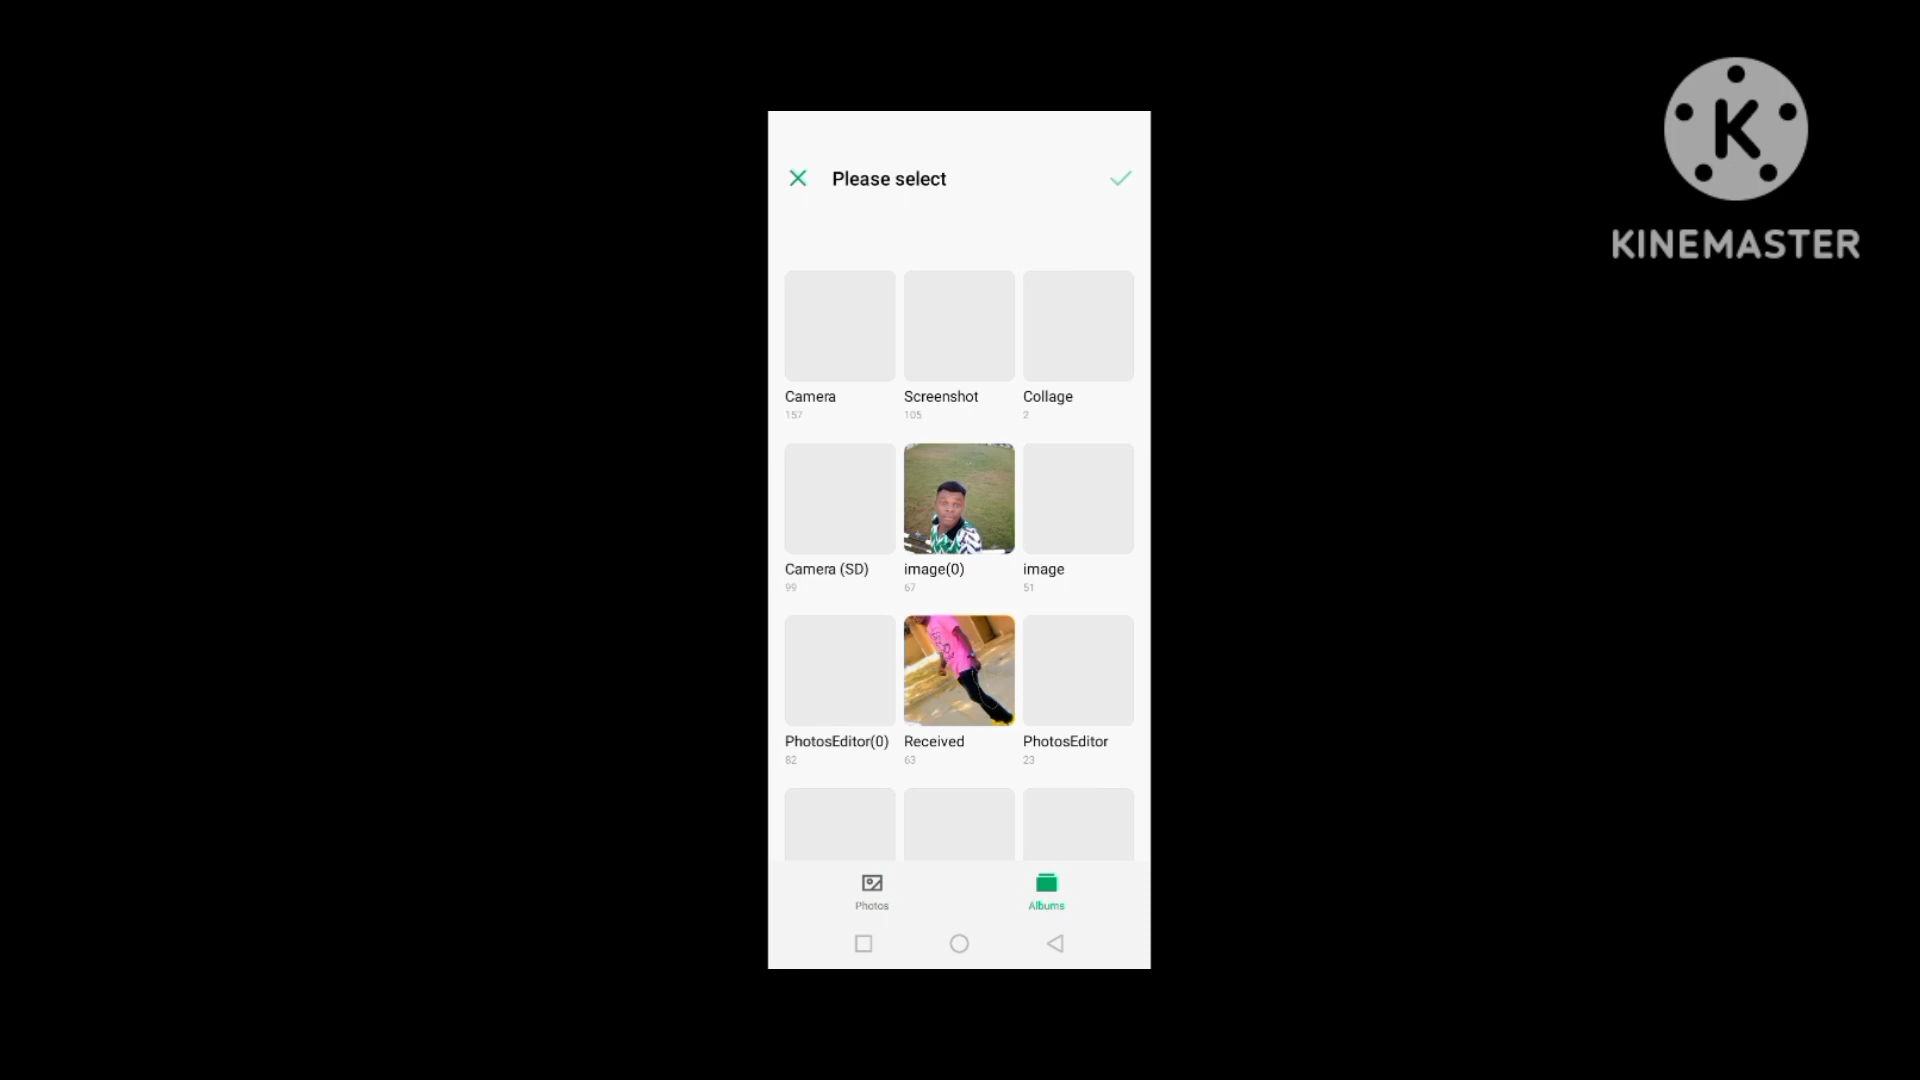 K
KINEMASTER
Please select
Camera
157
Screenshot
105
Collage
2
Camera (SD)
99
image(0)
67
image
51
PhotosEditor(0)
82
Received
63
PhotosEditor
23
Photos
Albums